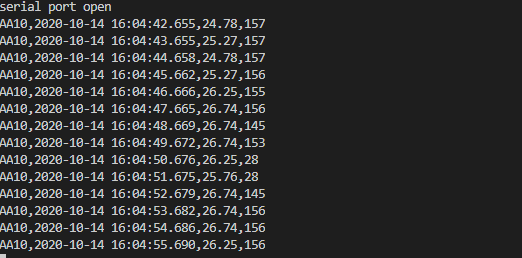 serial port open
AA10,2020-10-14 16:04:42.655,24.78,157
AA10,2020-10-14 16:04:43.655,25.27,157
AA10,2020-10-14 16:04:44.658,24.78,157
AA10,2020-10-14 16:04:45.662,25.27,156
AA10,2020-10-14 16:04:46.666,26.25,155
AA10,2020-10-14 16:04:47.665,26.74,156
AA10,2020-10-14 16:04:48.669,26.74,145
AA10,2020-10-14 16:04:49.672,26.74,153
AA10,2020-10-14 16:04:50.676,26.25,28
AA10,2020-10-14 16:04:51.675,25.76,28
AA10,2020-10-14 16:04:52.679,26.74,145
AA10,2020-10-14 16:04:53.682,26.74,156
AA10,2020-10-14 16:04:54.686,26.74,156
AA10,2020-10-14 16:04:55.690,26.25,156